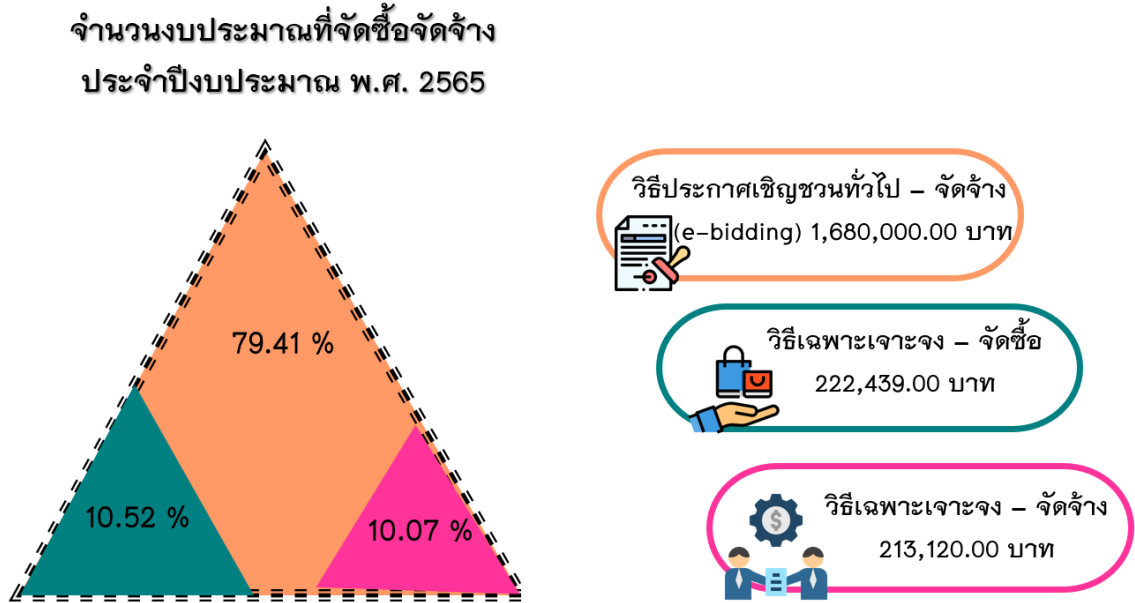 จำนวนงบประมาณที่จัดซื้อจัดจ้าง
ประจำปีงบประมาณ พ.ศ. 2565
79.41 %
10.52 %
10.07 %
วิธีประกาศเชิญชวนทั่วไป – จัดจ้าง
(e-bidding) 1,680,000.00 บาท
วิธีเฉพาะเจาะจง – จัดซื้อ
222,439.00 บาท
วิธีเฉพาะเจาะจง – จัดจ้าง
213,120.00 บาท